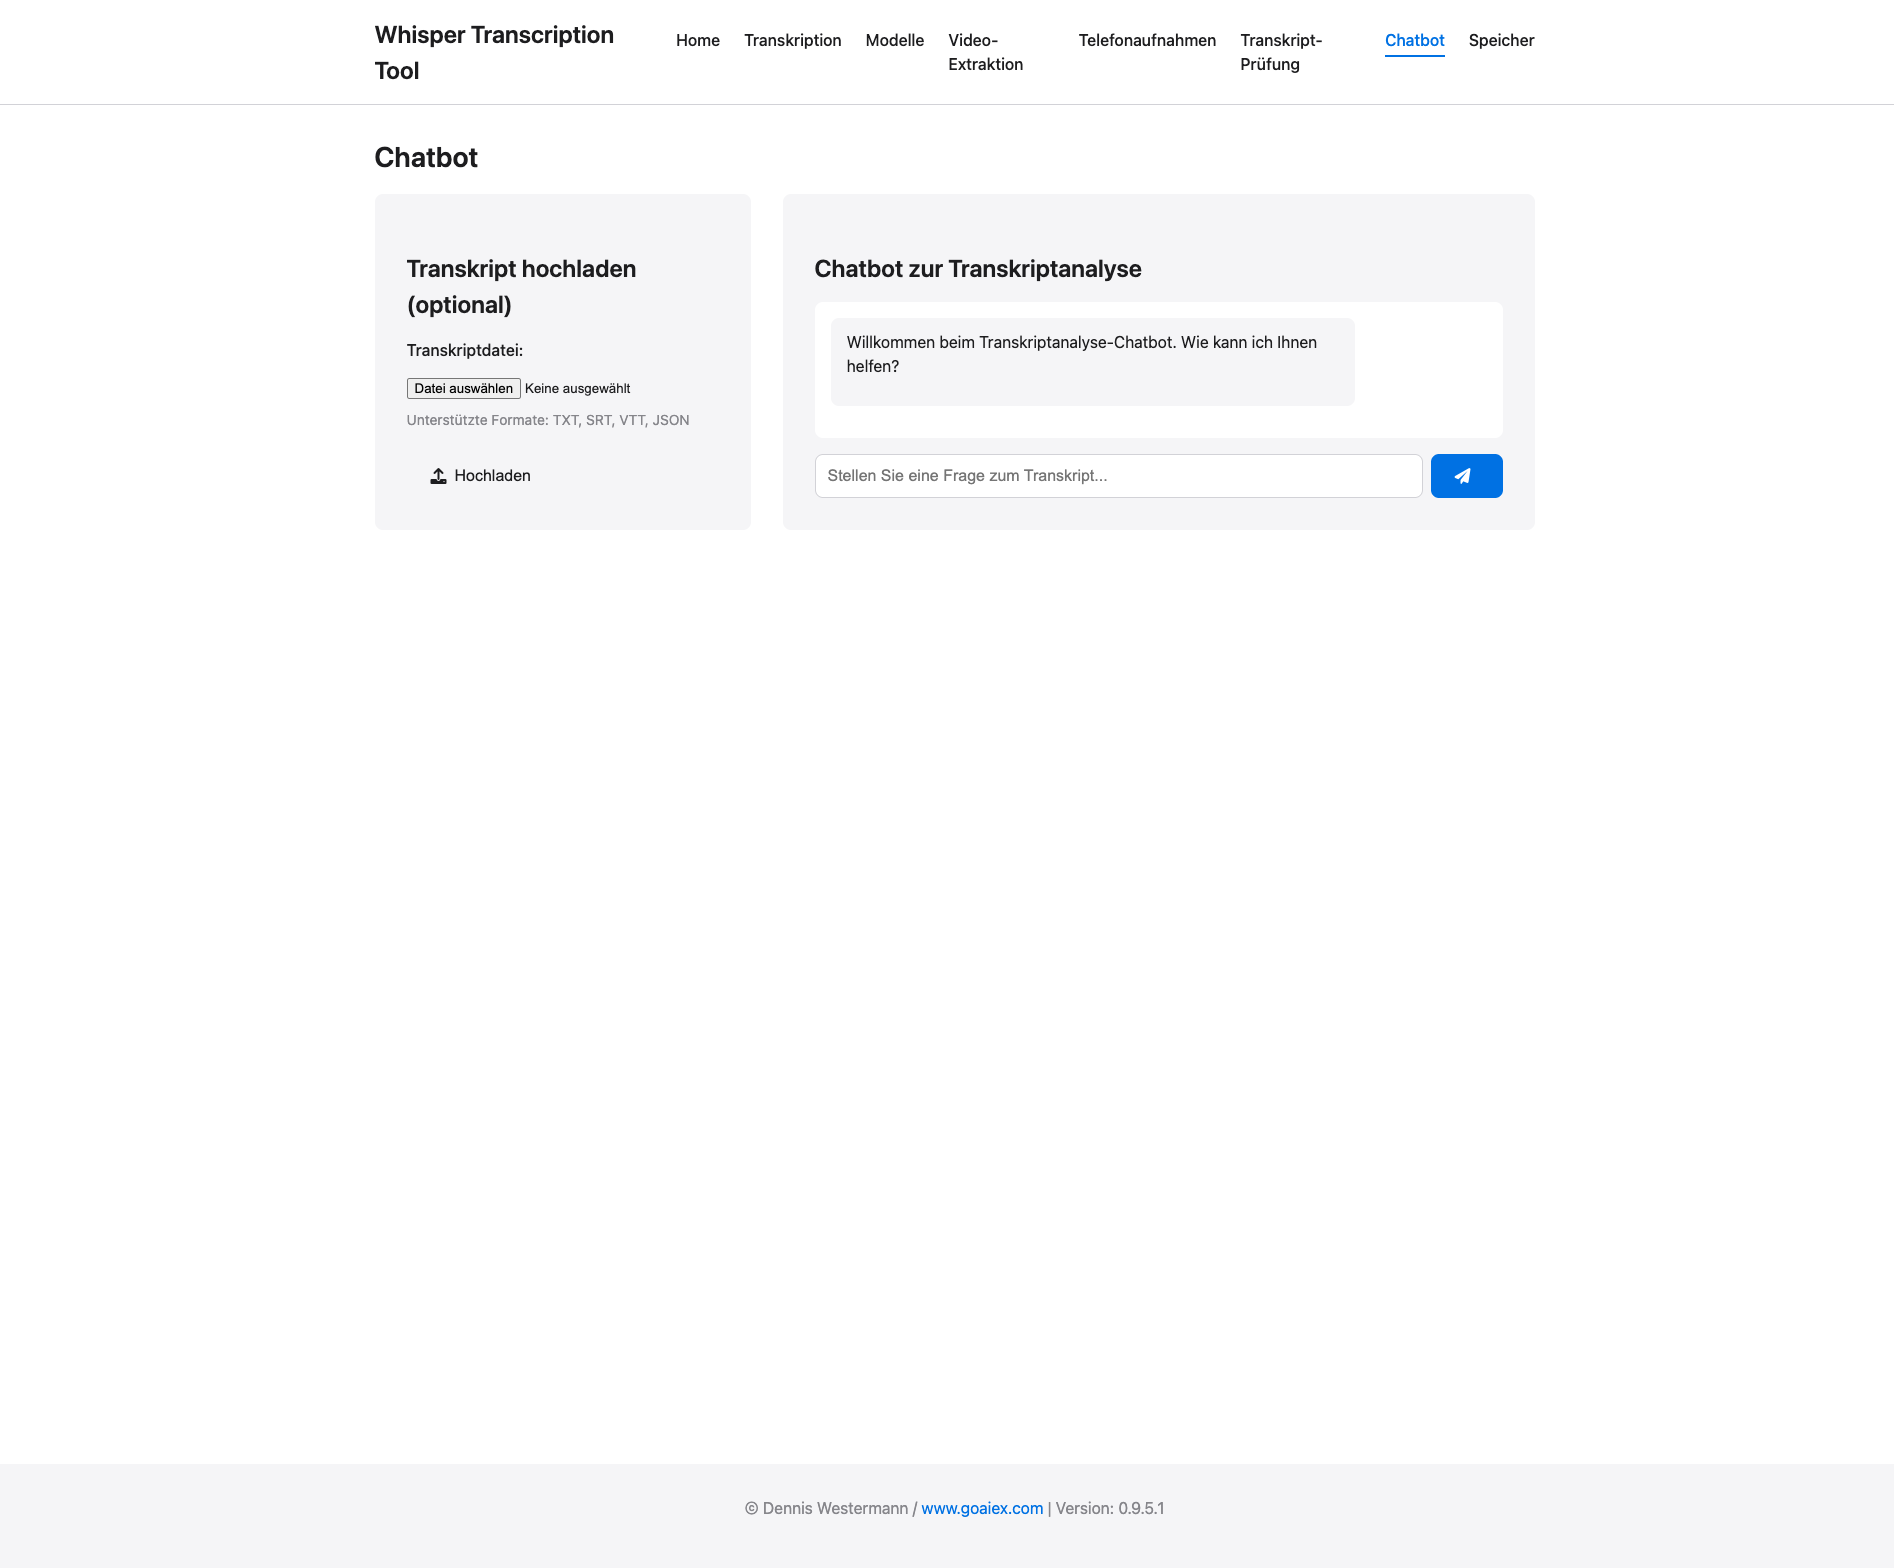 Whisper Transcription
Tool
Home
Transkription
Modelle
Video-
Extraktion
Telefonaufnahmen
Transkript-
Prüfung
Chatbot
Speicher
Chatbot
Transkript hochladen
(optional)
Transkriptdatei:
Datei auswählen Keine ausgewählt
Unterstützte Formate: TXT, SRT, VTT, JSON
Hochladen
Chatbot zur Transkriptanalyse
Willkommen beim Transkriptanalyse-Chatbot. Wie kann ich Ihnen
helfen?
Stellen Sie eine Frage zum Transkript...
© Dennis Westermann / www.goaiex.com | Version: 0.9.5.1